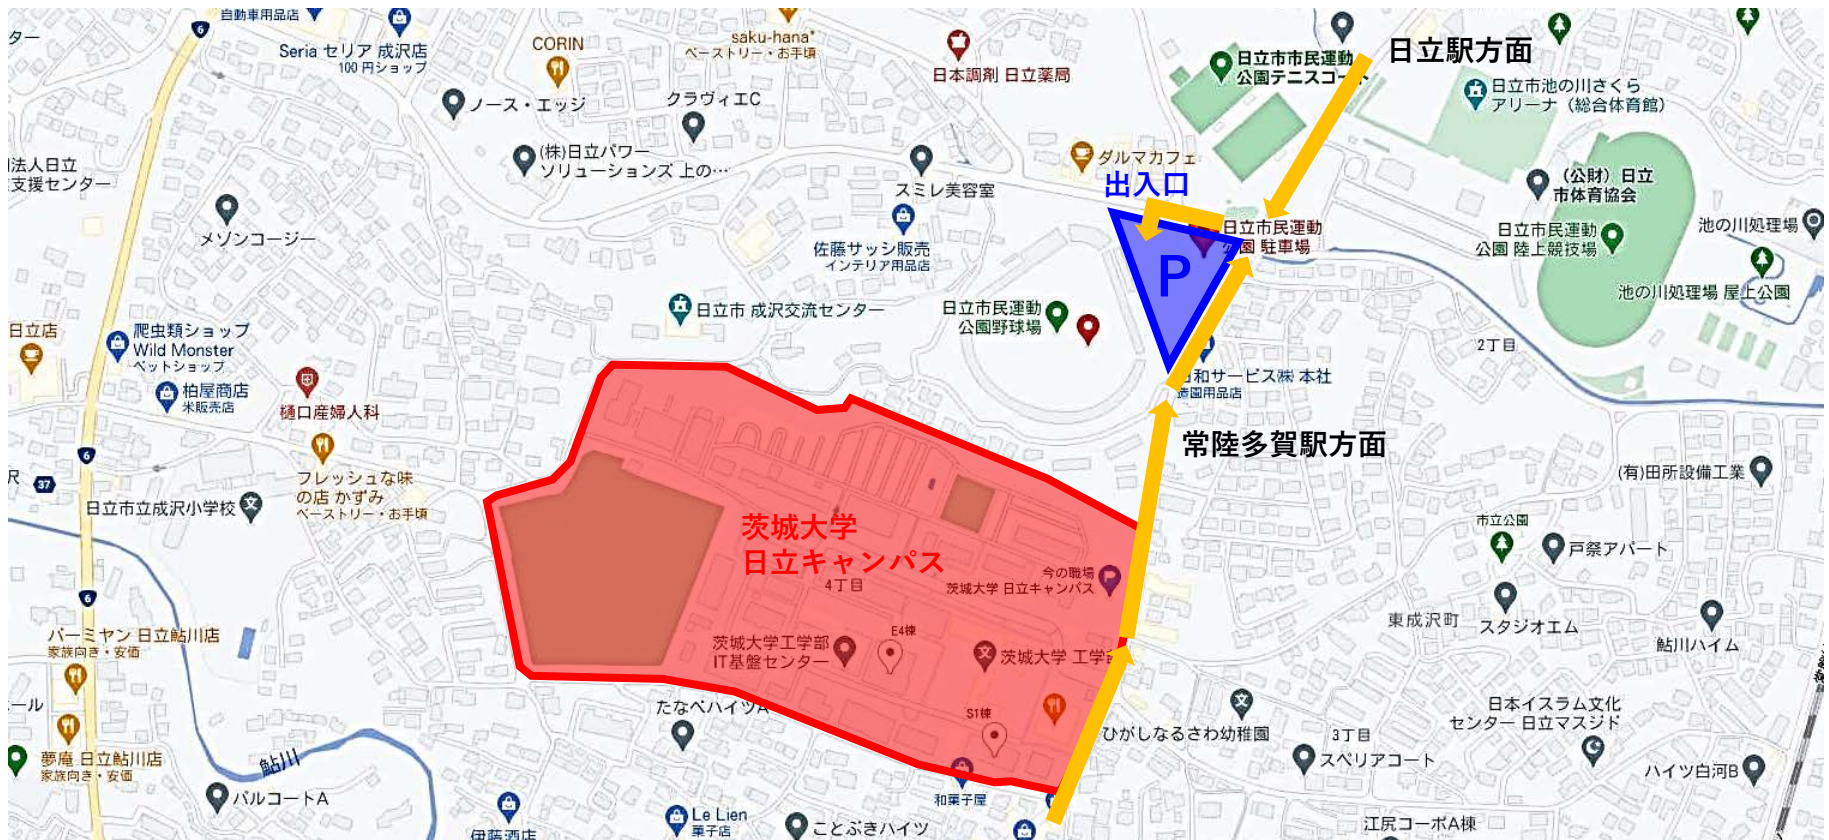 自動車用品店
6
ター
Seria セリア 成沢店
100 円ショップ
CORIN
saku-hana*
ペーストリー・お手頃
日本調剤 日立薬局
日立市市民運動
公園テニスコート
日立駅方面
日立市池の川さくら
アリーナ（総合体育館）
ノース・エッジ
クラヴィエC
(株)日立パワー
ソリューションズ 上の…
ダルマカフェ
出入口
スミレ美容室
法人日立
支援センター
（公財）日立
市体育協会
メゾンコージー
佐藤サッシ販売
インテリア用品店
日立市民運動
公園 駐車場
日立市民運動
公園 陸上競技場
池の川処理場
P
池の川処理場 屋上公園
日立市 成沢交流センター
日立市民運動
公園野球場
日立店
爬虫類ショップ
Wild Monster
ペットショップ
2丁目
柏屋商店
米販売店
樋口産婦人科
日和サービス㈱ 本社
造園用品店
常陸多賀駅方面
6
沢
37
フレッシュな味
の店 かずみ
ペーストリー・お手頃
日立市立成沢小学校
(有)田所設備工業
茨城大学
日立キャンパス
4丁目
今の職場
茨城大学 日立キャンパス
市立公園
戸祭アパート
6
バーミヤン 日立鮎川店
家族向き・安価
茨城大学工学部
IT基盤センター
E4棟
茨城大学 工学部
東成沢町
スタジオエム
鮎川ハイム
ール
たなべハイツA
S1棟
ひがしなるさわ幼稚園
日本イスラム文化
センター 日立マスジド
3丁目
スペリアコート
夢庵 日立鮎川店
家族向き・安価
鮎川
パルコートA
和菓子屋
ハイツ白河B
伊藤酒店
Le Lien
菓子店
ことぶきハイツ
江尻コーポA棟